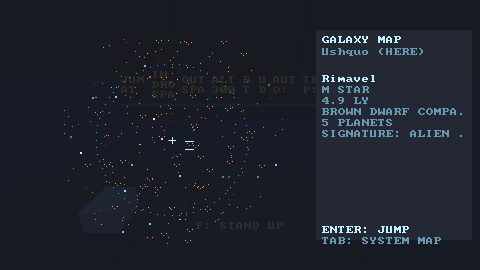 GALAXY MAP
Ushquo (HERE)
Rimavel
M STAR
4.9 LY
BROWN DWARF COMPA.
5 PLANETS
SIGNATURE: ALIEN .
F: STAND UP
ENTER: JUMP
TAB: SYSTEM MAP